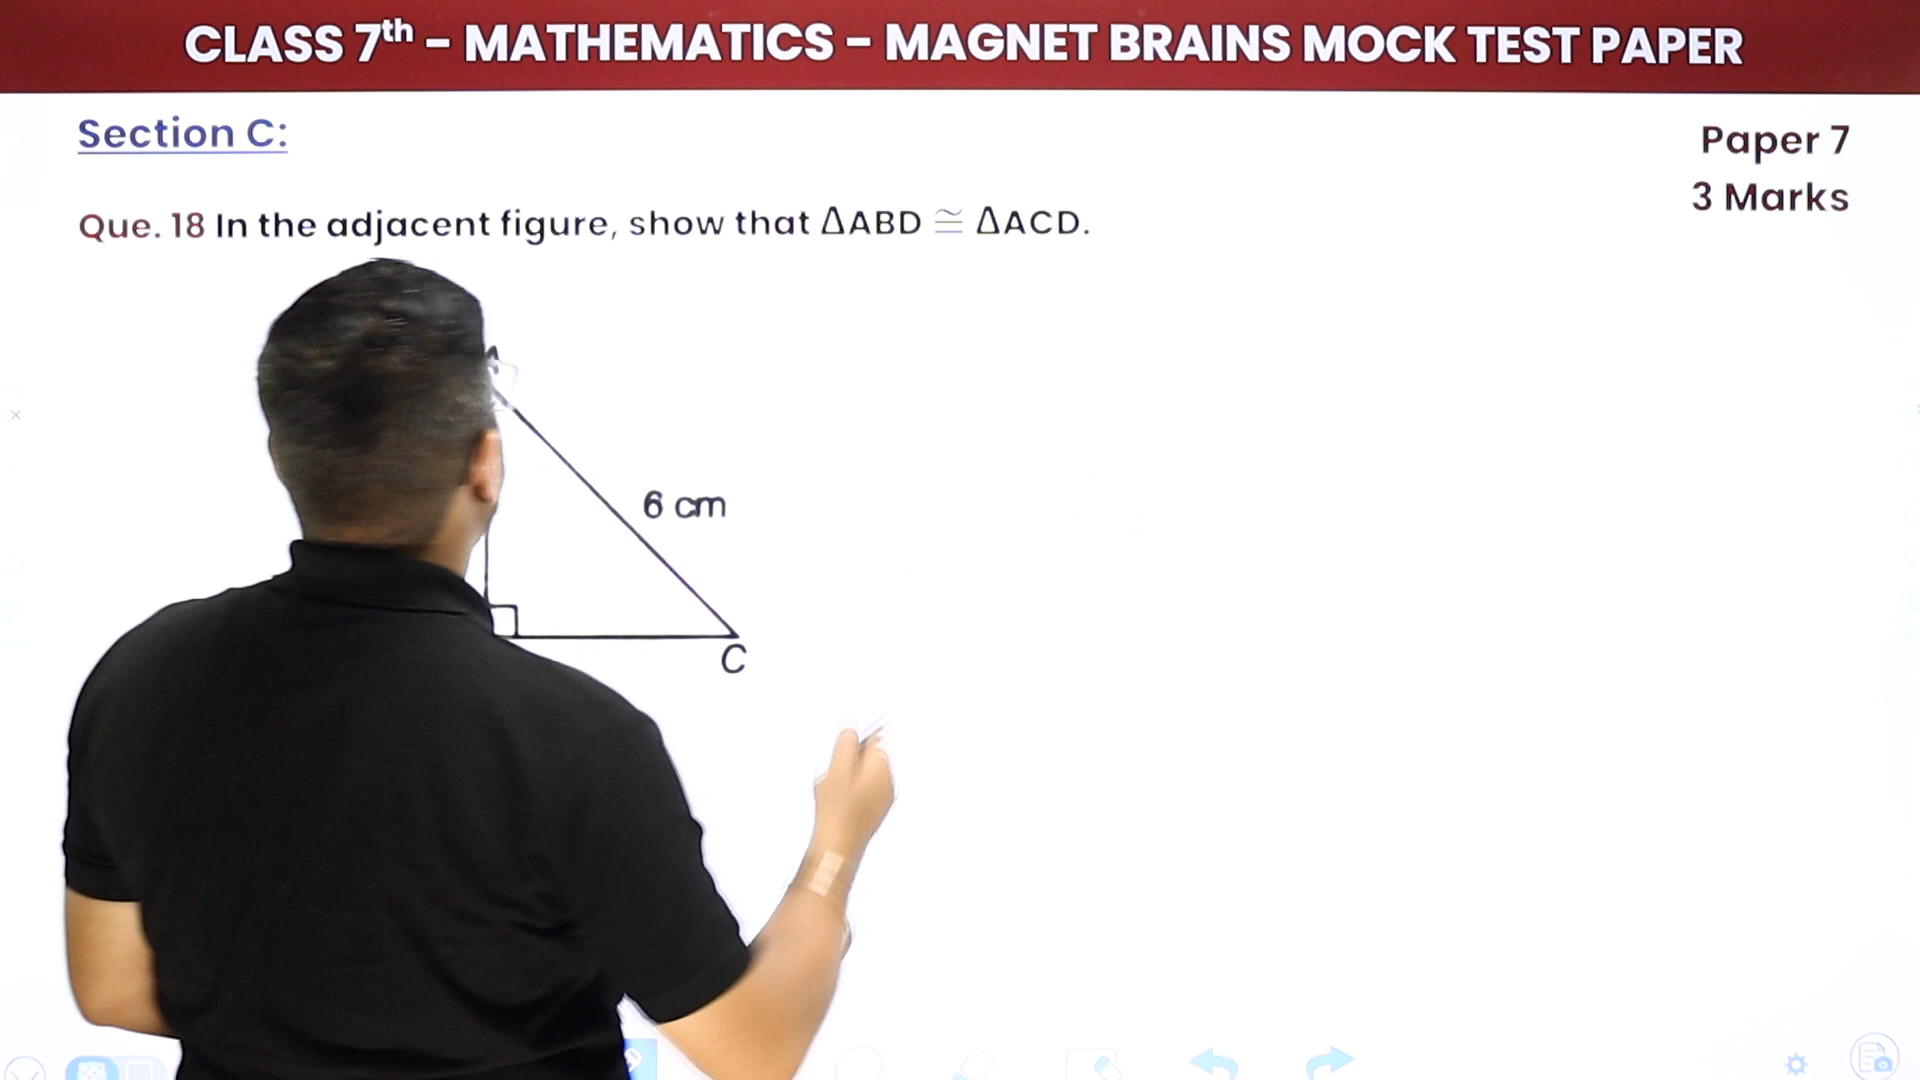 CLASS 7th - MATHEMATICS - MAGNET BRAINS MOCK TEST PAPER
Section C:
Paper 7
3 Marks
Que. 18 In the adjacent figure, show that ΔABD ≅ ΔACD.
6 cm
C